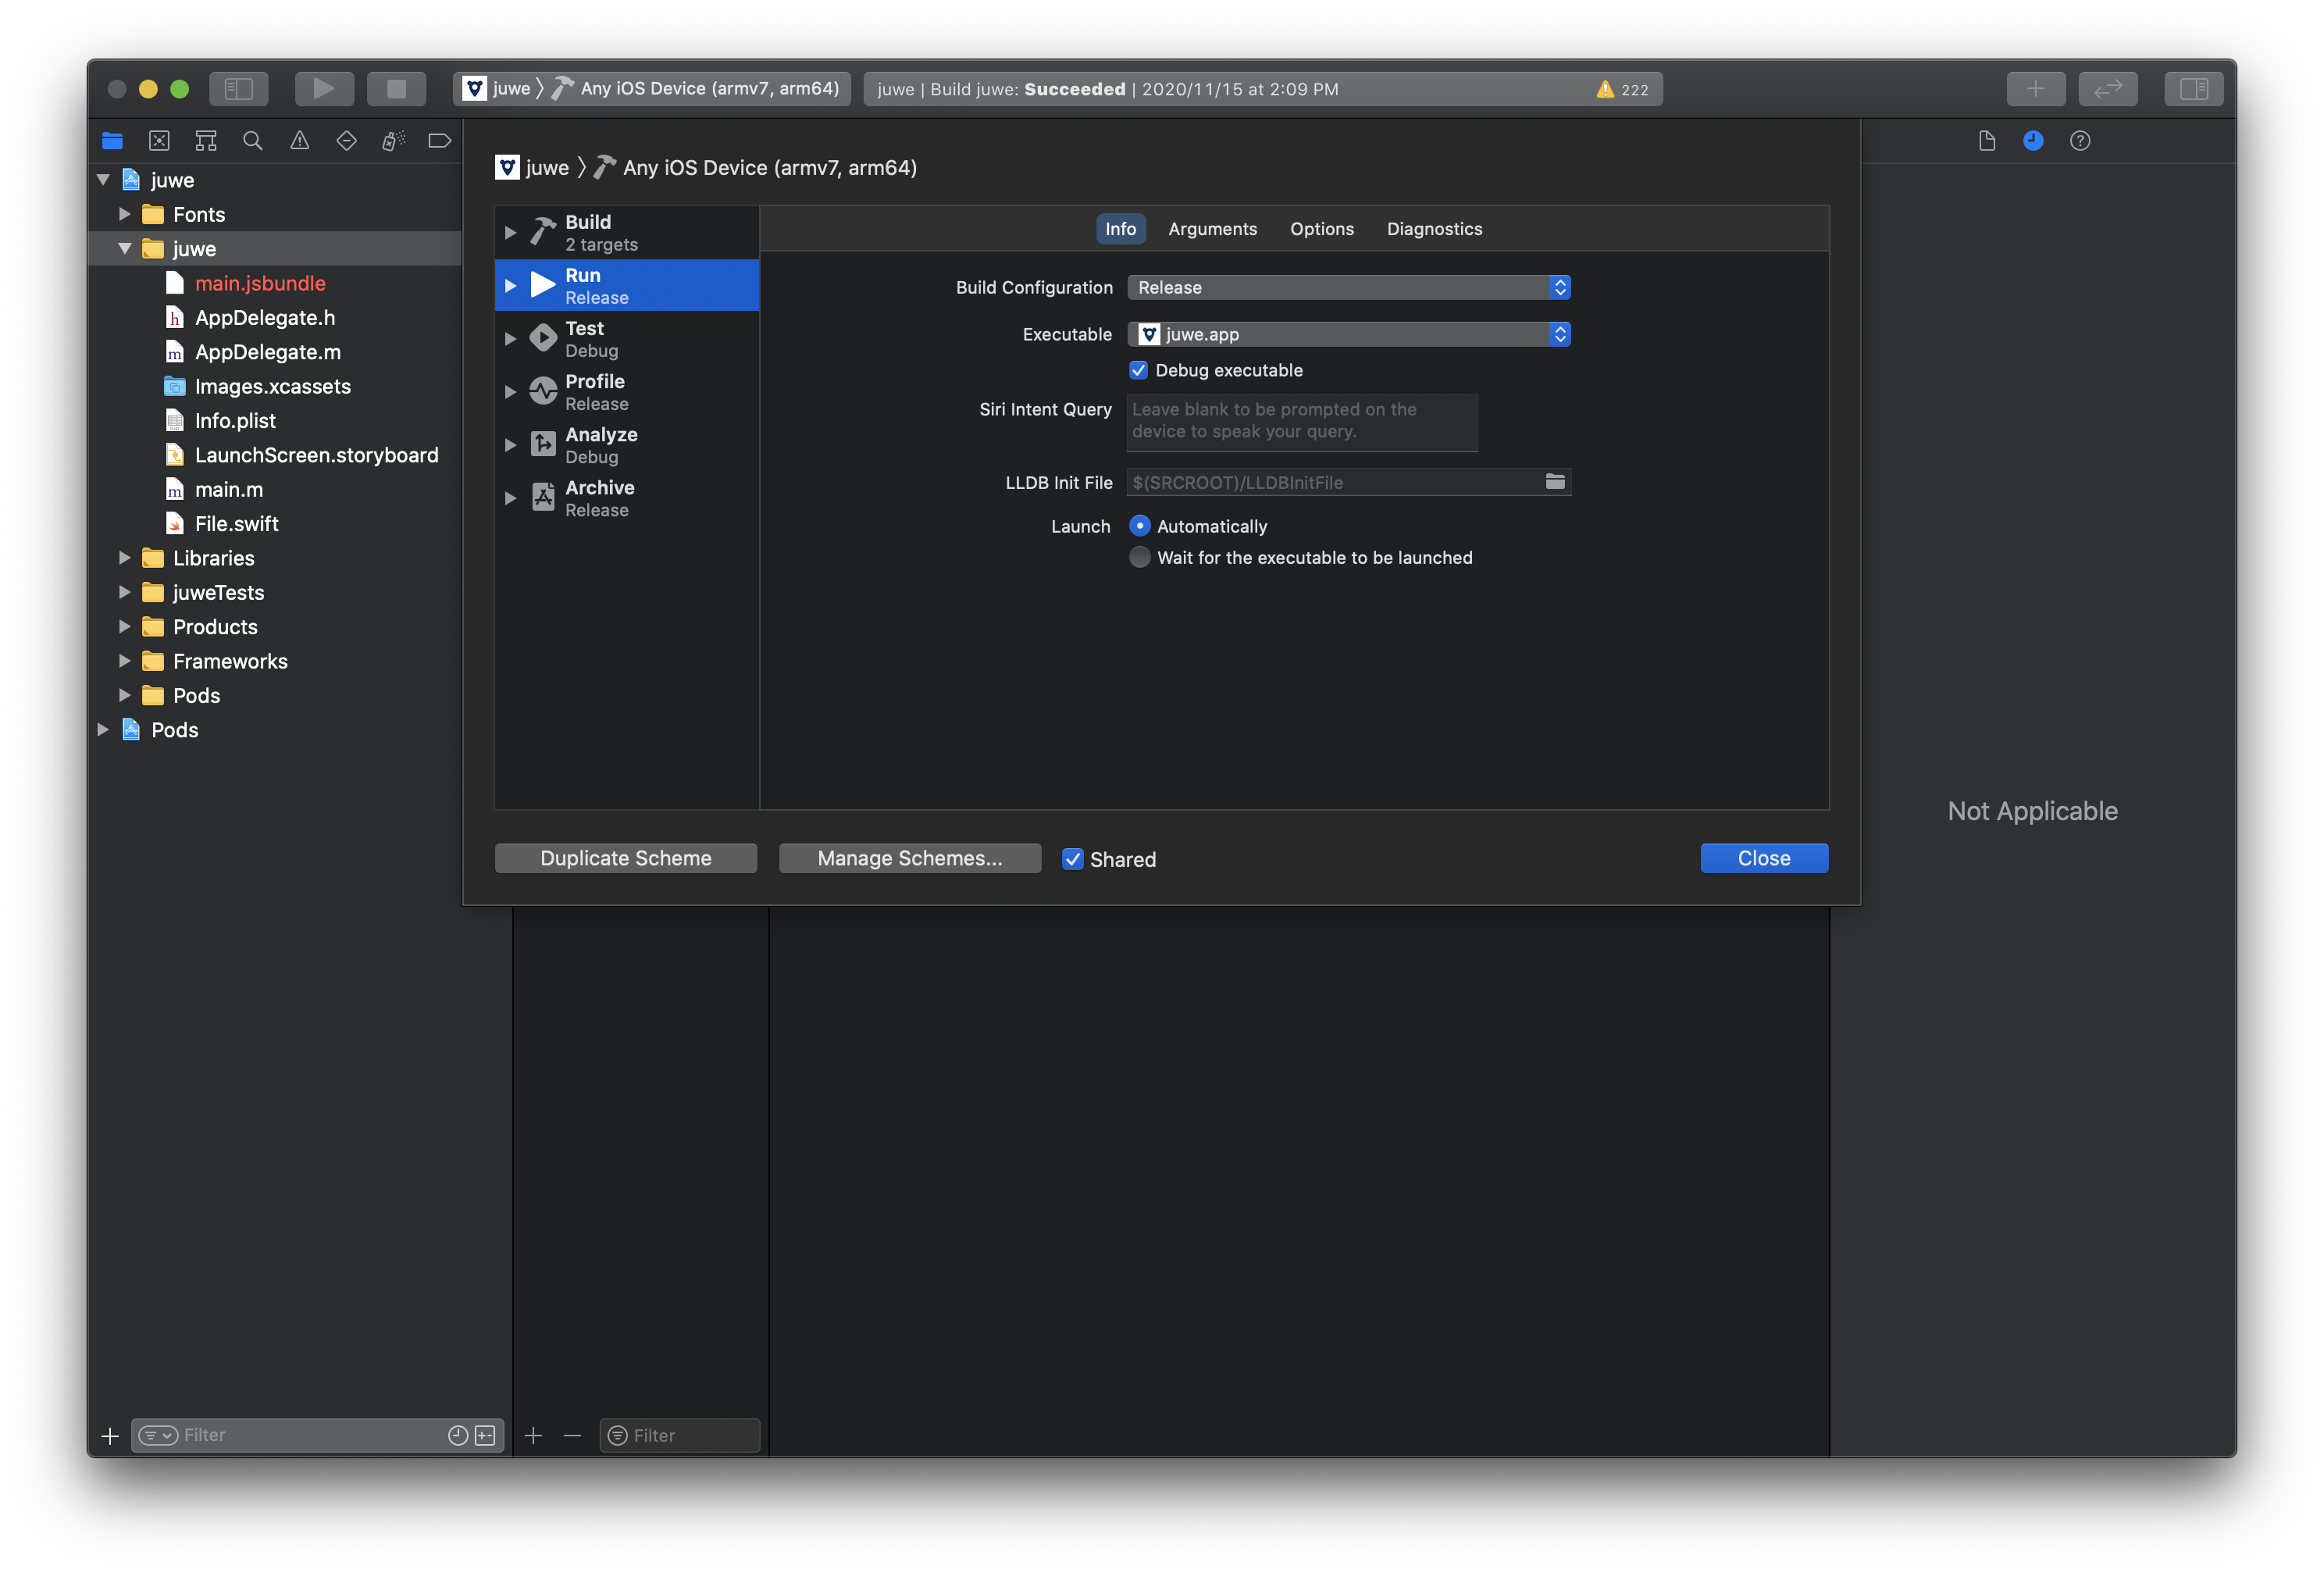 juwe 〉 Any iOS Device (armv7, arm64)
juwe | Build juwe: Succeeded | 2020/11/15 at 2:09 PM
222
juwe
Fonts
juwe
main.jsbundle
AppDelegate.h
AppDelegate.m
Images.xcassets
Info.plist
LaunchScreen.storyboard
main.m
File.swift
Libraries
juweTests
Products
Frameworks
Pods
Pods
Filter
juwe 〉 Any iOS Device (armv7, arm64)
Build
2 targets
Run
Release
Test
Debug
Profile
Release
Analyze
Debug
Archive
Release
Info Arguments Options Diagnostics
Build Configuration Release
Executable juwe.app
Debug executable
Siri Intent Query Leave blank to be prompted on the
device to speak your query.
LLDB Init File $(SRCROOT)/LLDBInitFile
Launch Automatically
Wait for the executable to be launched
Duplicate Scheme Manage Schemes... Shared Close
Filter
Not Applicable